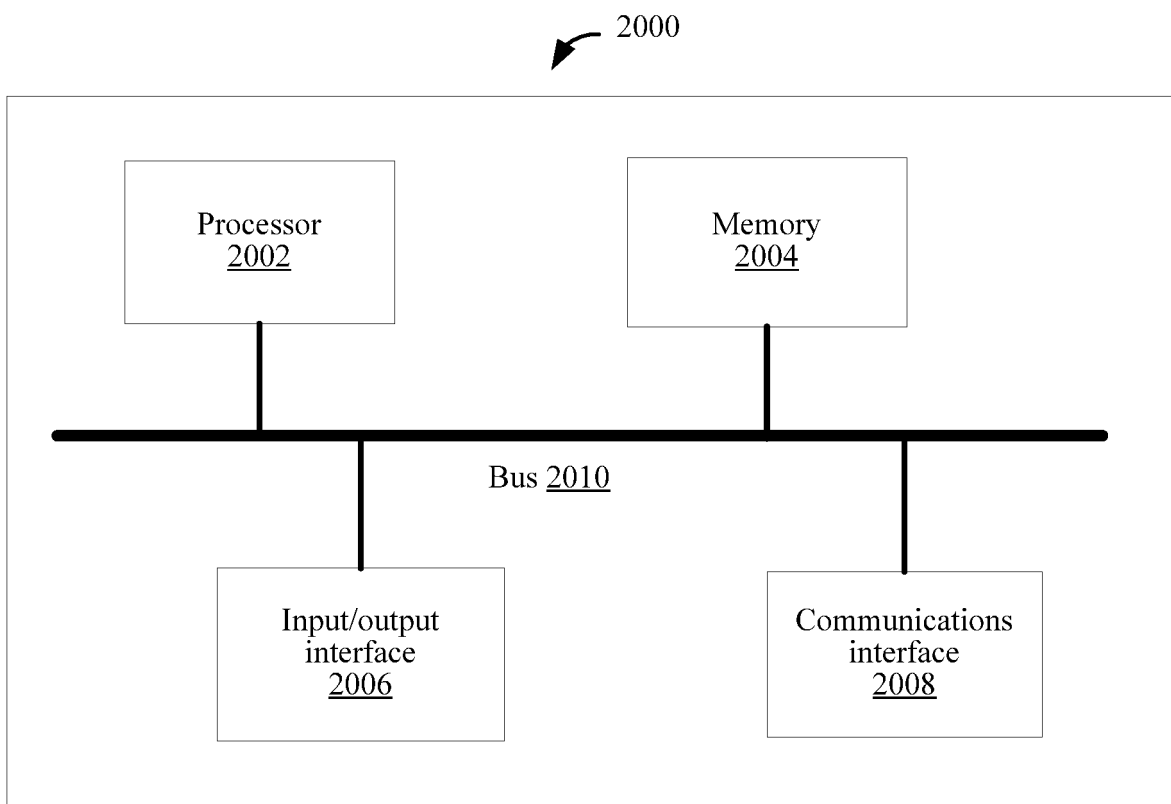 2000
Processor
2002
Memory
2004
Bus 2010
Input/output
interface
2006
Communications
interface
2008